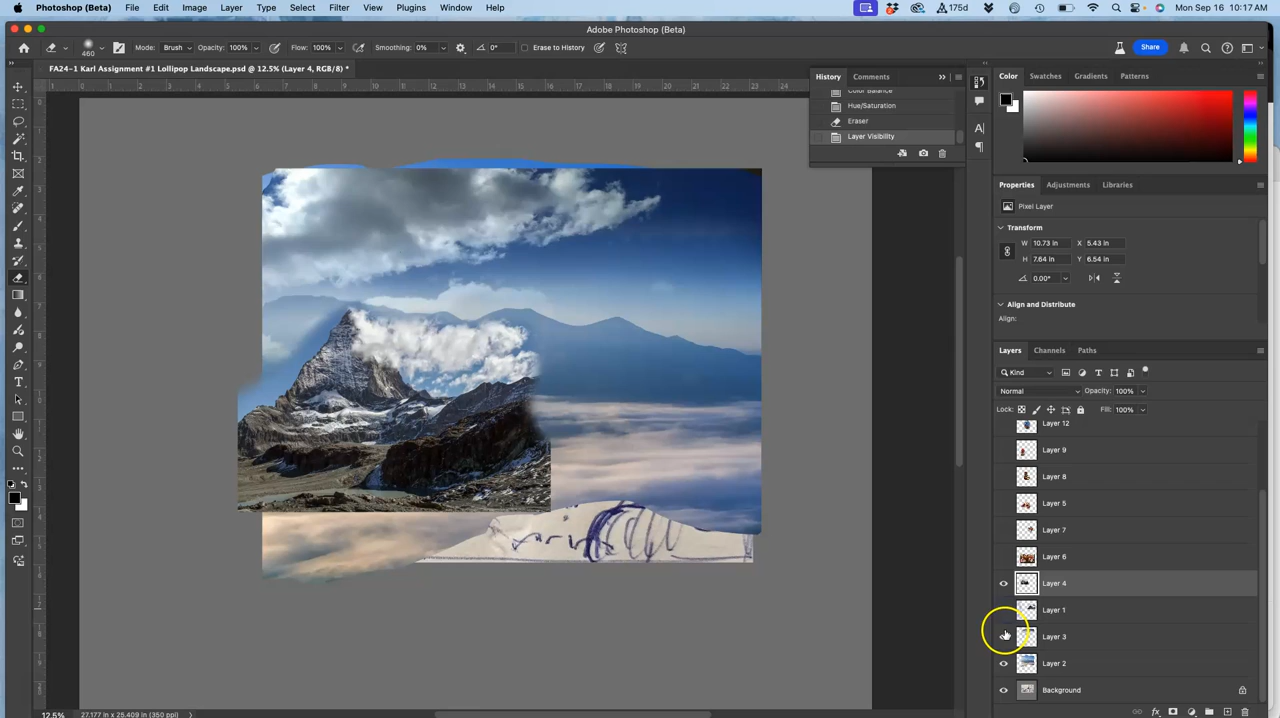 Photoshop (Beta) File Edit Image Layer Type Select Filter View Plugins Window Help 175d Mon Sep 16 10:17 AM
Adobe Photoshop (Beta)
460 Mode: Brush Opacity: 100% Flow: 100% Smoothing: 0% 0° Erase to History Share
FA24-1 Karl Assignment #1 Lollipop Landscape.psd @ 12.5% (Layer 4, RGB/8) *
History Comments
Color Balance
Hue/Saturation
Eraser
Layer Visibility
Color Swatches Gradients Patterns
Properties Adjustments Libraries
Pixel Layer
Transform
W 10.73 in X 5.43 in
H 7.64 in Y 6.54 in
0.00°
Align and Distribute
Align:
Layers Channels Paths
Kind
Normal Opacity: 100%
Lock: Fill: 100%
Layer 12
Layer 9
Layer 8
Layer 5
Layer 7
Layer 6
Layer 4
Layer 1
Layer 3
Layer 2
Background
12.5% 27.177 in x 25.409 in (350 ppi)